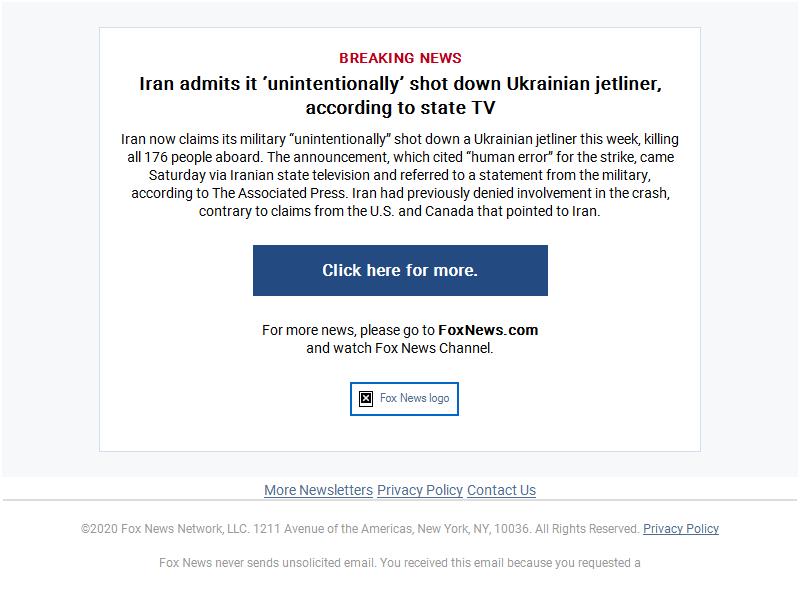 BREAKING NEWS
Iran admits it ‘unintentionally’ shot down Ukrainian jetliner,
according to state TV
Iran now claims its military “unintentionally” shot down a Ukrainian jetliner this week, killing
all 176 people aboard. The announcement, which cited “human error” for the strike, came
Saturday via Iranian state television and referred to a statement from the military,
according to The Associated Press. Iran had previously denied involvement in the crash,
contrary to claims from the U.S. and Canada that pointed to Iran.
Click here for more.
For more news, please go to FoxNews.com
and watch Fox News Channel.
Fox News logo
More Newsletters Privacy Policy Contact Us
©2020 Fox News Network, LLC. 1211 Avenue of the Americas, New York, NY, 10036. All Rights Reserved. Privacy Policy
Fox News never sends unsolicited email. You received this email because you requested a